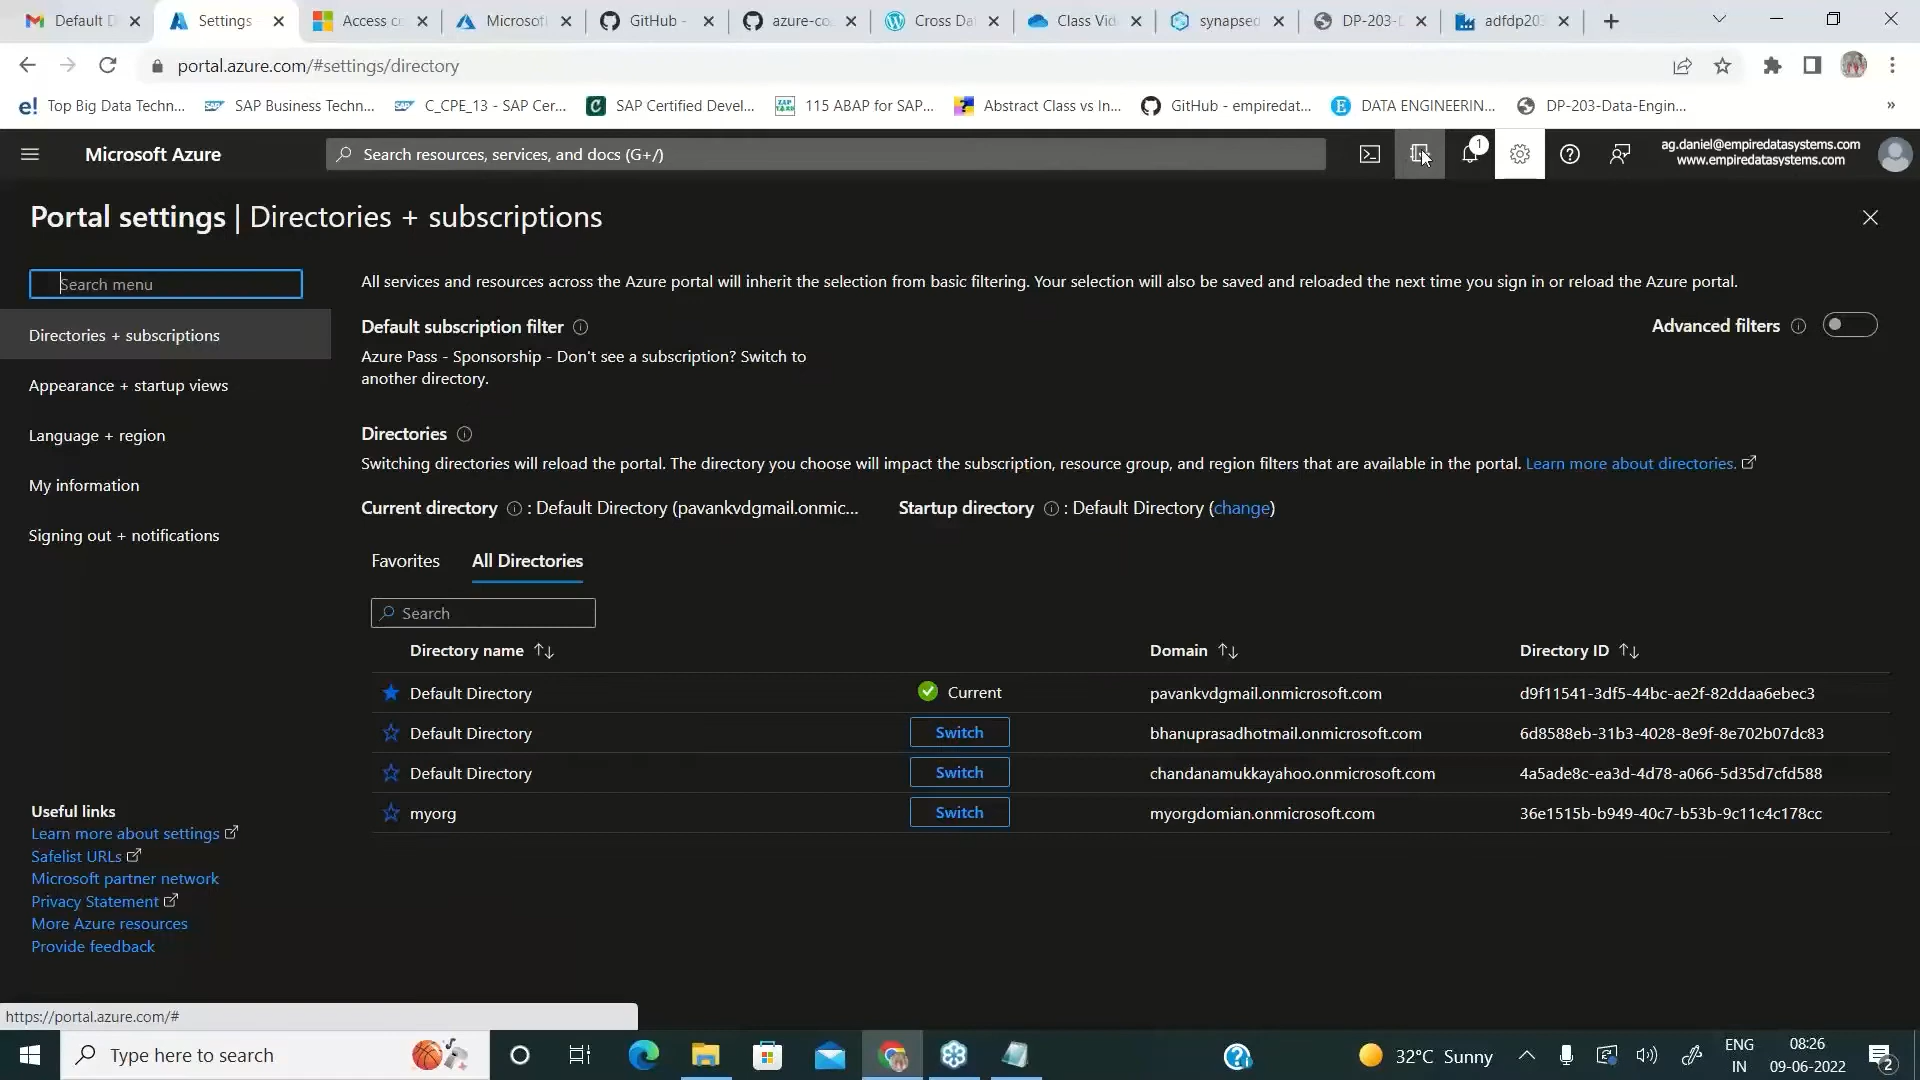 Default D
Settings
Access co
Microsoft
GitHub -
azure-co
Cross Da
Class Vid
synapsed
DP-203-D
adfdp203
portal.azure.com/#settings/directory
Top Big Data Techn...
SAP Business Techn...
C_CPE_13 - SAP Cer...
SAP Certified Devel...
115 ABAP for SAP...
Abstract Class vs In...
GitHub - empiredat...
DATA ENGINEERIN...
DP-203-Data-Engin...
»
Microsoft Azure
Search resources, services, and docs (G+/)
1
ag.daniel@empiredatasystems.com
www.empiredatasystems.com
Portal settings | Directories + subscriptions
Search menu
Directories + subscriptions
Appearance + startup views
Language + region
My information
Signing out + notifications
Useful links
Learn more about settings
Safelist URLs
Microsoft partner network
Privacy Statement
More Azure resources
Provide feedback
All services and resources across the Azure portal will inherit the selection from basic filtering. Your selection will also be saved and reloaded the next time you sign in or reload the Azure portal.
Default subscription filter
Advanced filters
Azure Pass - Sponsorship - Don't see a subscription? Switch to
another directory.
Directories
Switching directories will reload the portal. The directory you choose will impact the subscription, resource group, and region filters that are available in the portal. Learn more about directories.
Current directory : Default Directory (pavankvdgmail.onmic...
Startup directory : Default Directory (change)
Favorites
All Directories
Search
Directory name Domain Directory ID
Default Directory Current pavankvdgmail.onmicrosoft.com d9f11541-3df5-44bc-ae2f-82ddaa6ebec3
Default Directory Switch bhanuprasadhotmail.onmicrosoft.com 6d8588eb-31b3-4028-8e9f-8e702b07dc83
Default Directory Switch chandanamukkayahoo.onmicrosoft.com 4a5ade8c-ea3d-4d78-a066-5d35d7cfd588
myorg Switch myorgdomian.onmicrosoft.com 36e1515b-b949-40c7-b53b-9c11c4c178cc
https://portal.azure.com/#
Type here to search
32°C Sunny
ENG
IN
08:26
09-06-2022
2